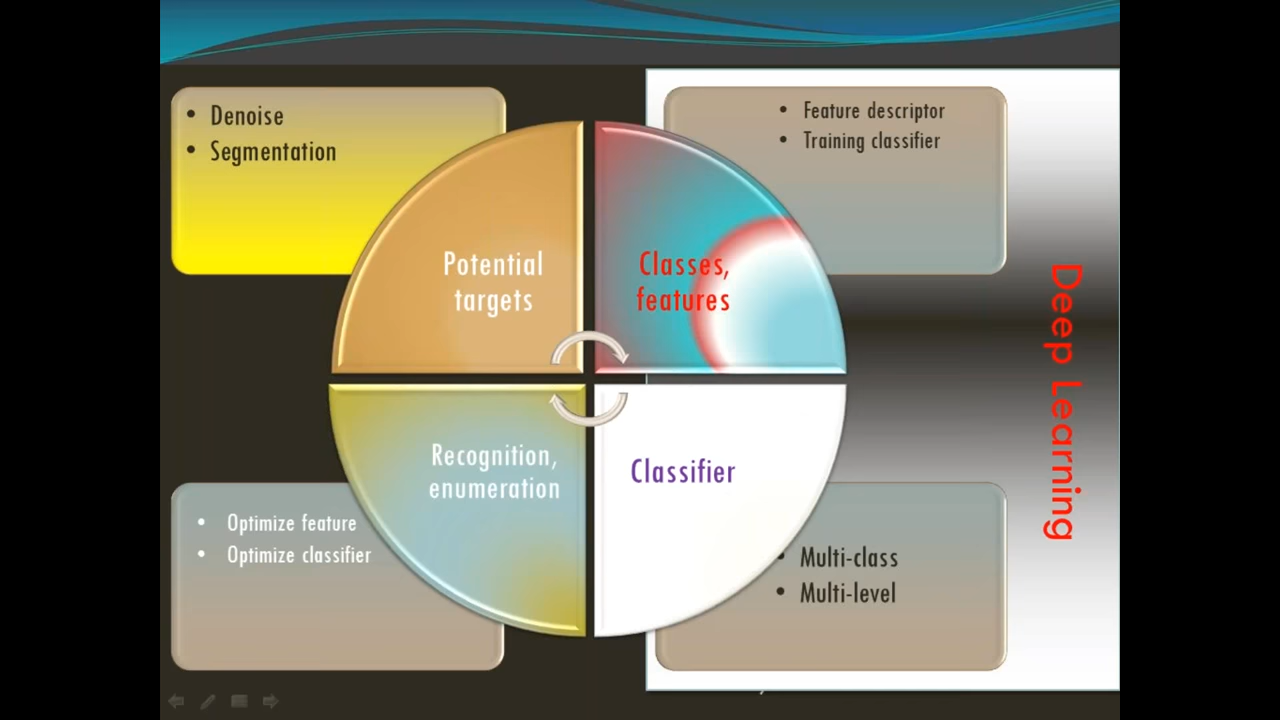 • Denoise
• Segmentation
• Feature descriptor
• Training classifier
Potential
targets
Classes,
features
Deep Learning
Recognition,
enumeration
Classifier
• Optimize feature
• Optimize classifier
• Multi-class
• Multi-level